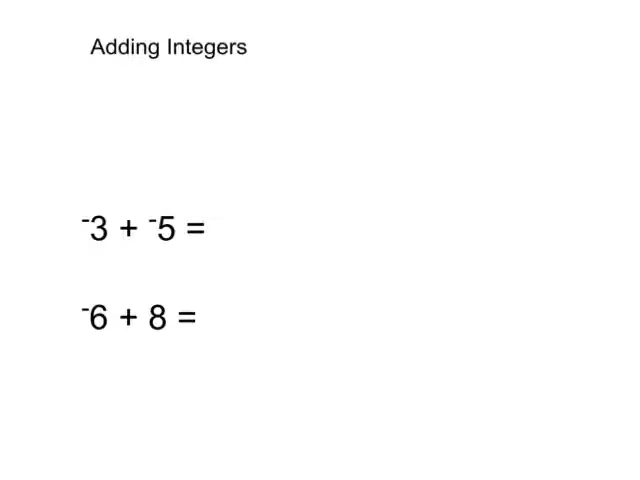 Adding Integers
⁻3 + ⁻5 =
⁻6 + 8 =